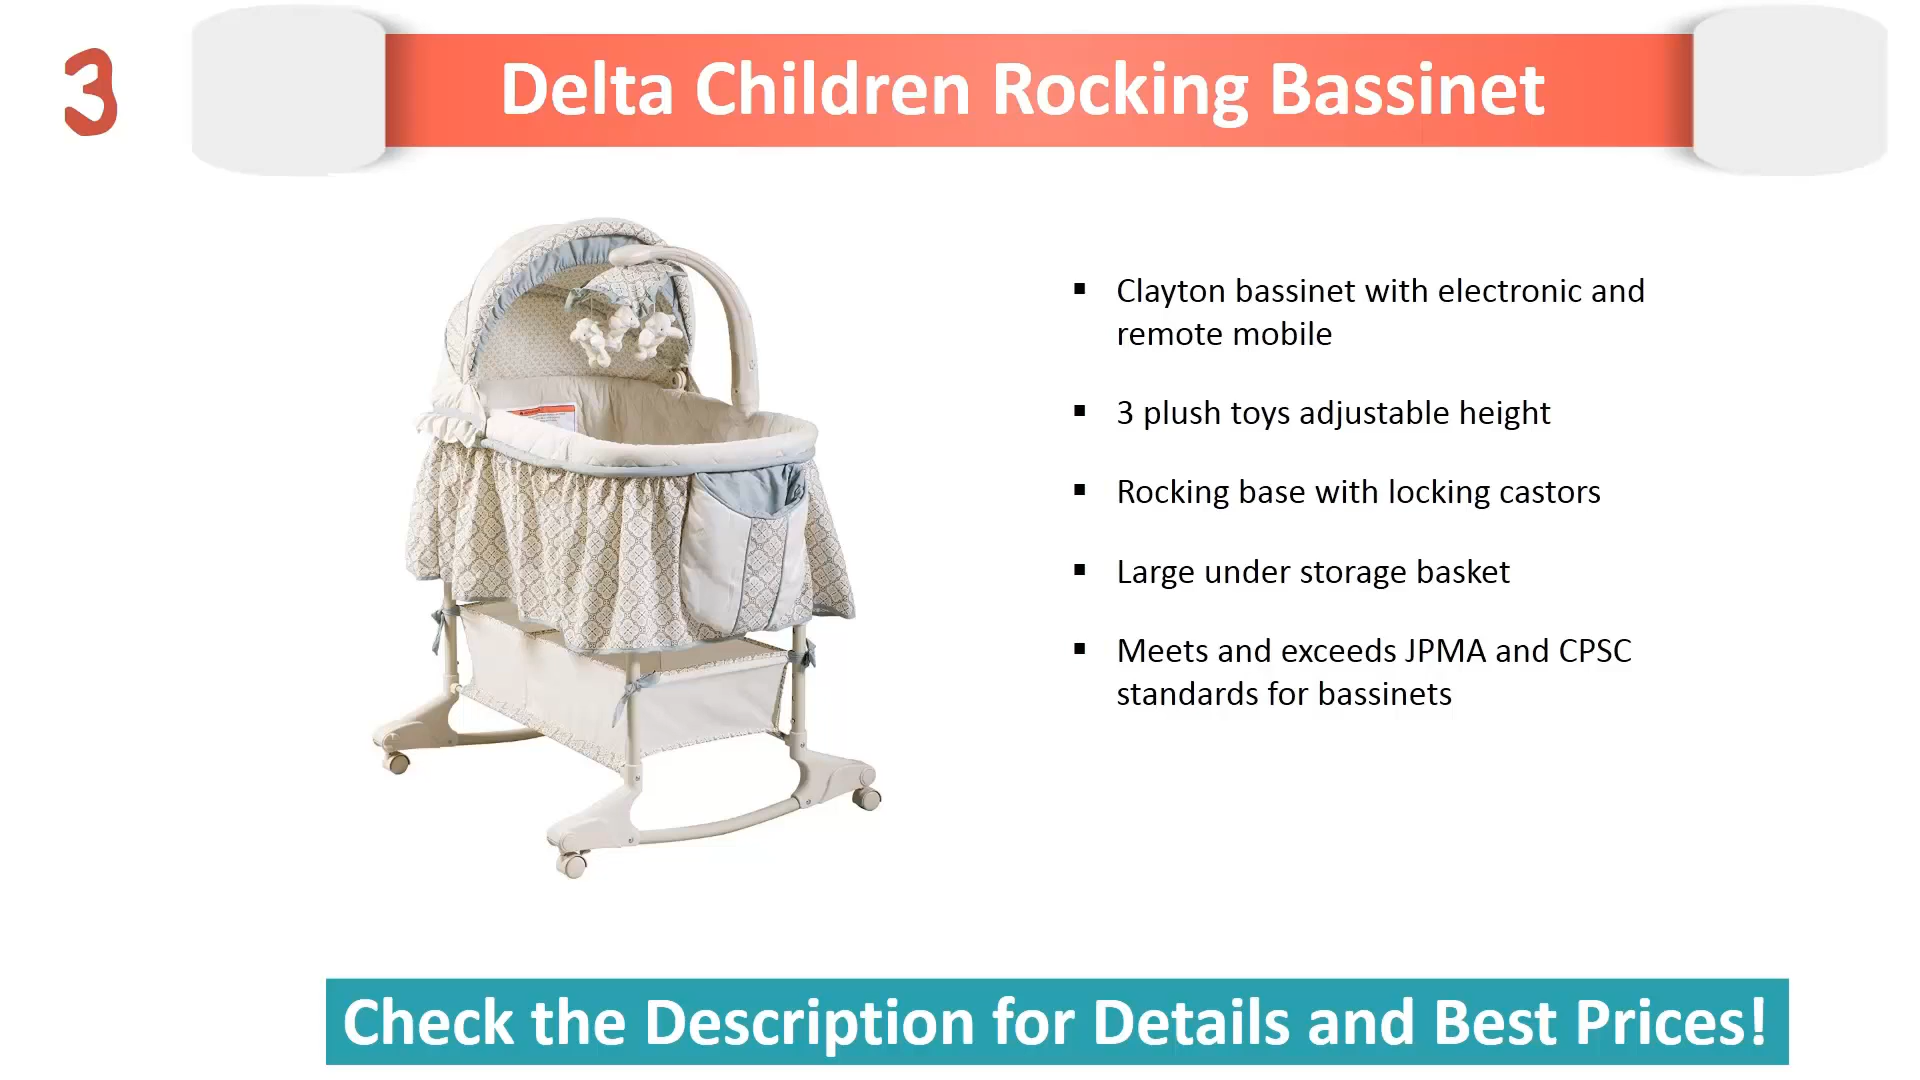 3
Delta Children Rocking Bassinet
▪ Clayton bassinet with electronic and
remote mobile
▪ 3 plush toys adjustable height
▪ Rocking base with locking castors
▪ Large under storage basket
▪ Meets and exceeds JPMA and CPSC
standards for bassinets
Check the Description for Details and Best Prices!